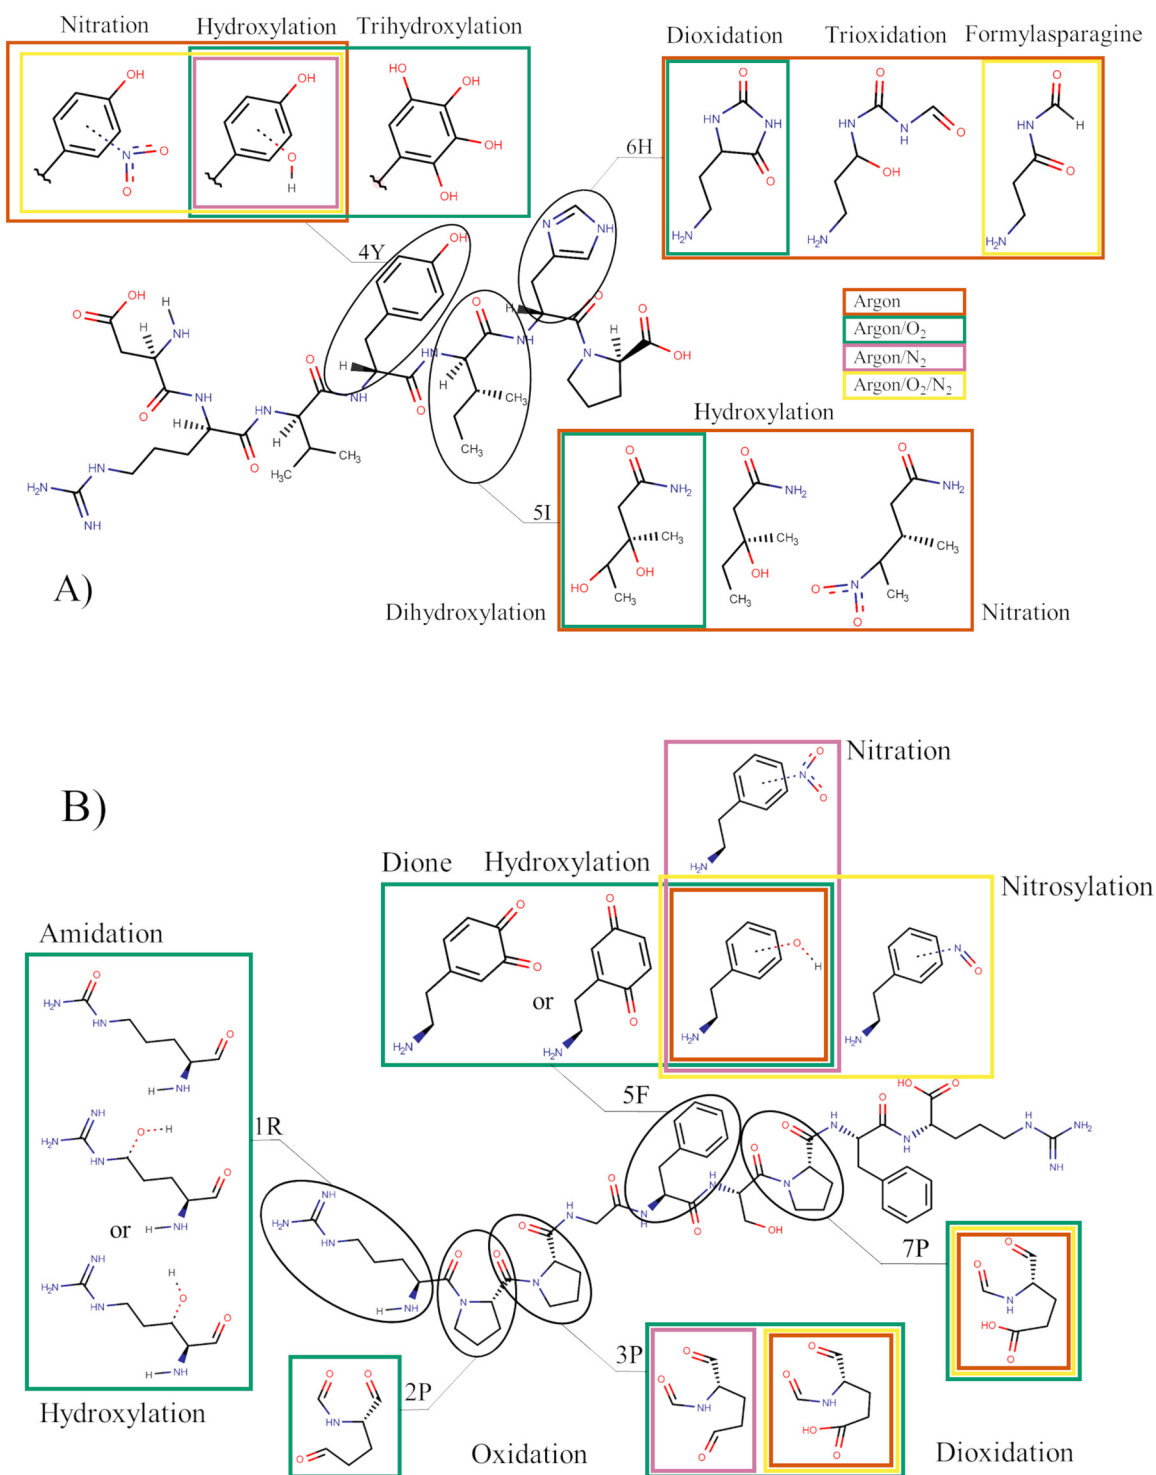 Nitration
Hydroxylation
Trihydroxylation
Dioxidation
Trioxidation
Formylasparagine
6H
4Y
Argon
Argon/O₂
Argon/N₂
Argon/O₂/N₂
Hydroxylation
5I
A)
Dihydroxylation
Nitration
B)
Nitration
Dione
Hydroxylation
Nitrosylation
Amidation
or
5F
1R
or
7P
3P
2P
Hydroxylation
Oxidation
Dioxidation